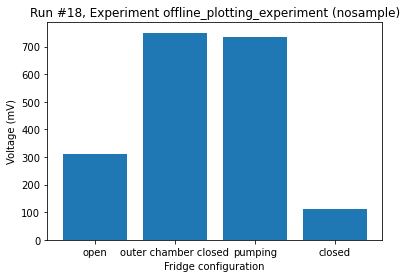 Run #18, Experiment offline_plotting_experiment (nosample)
Voltage (mV)
700
600
500
400
300
200
100
0
open outer chamber closed pumping closed
Fridge configuration